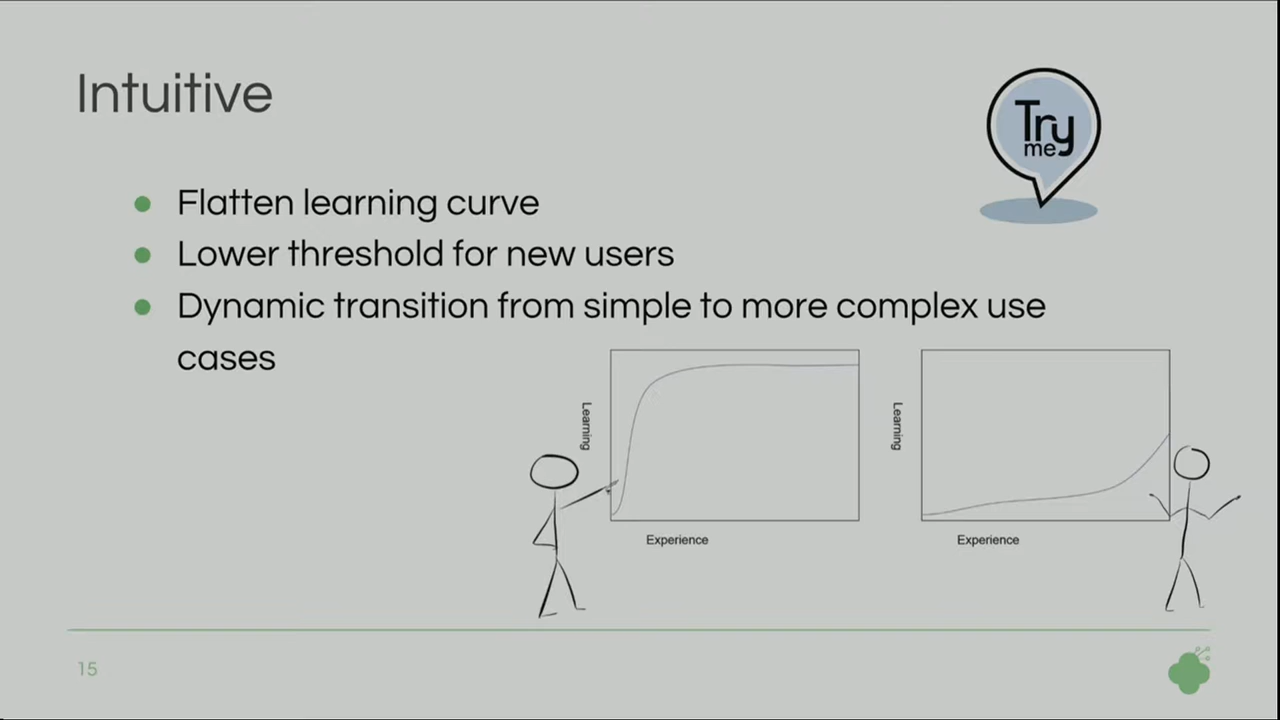 Intuitive
Try
me
Flatten learning curve
Lower threshold for new users
Dynamic transition from simple to more complex use
cases
Learning
Experience
Learning
Experience
15